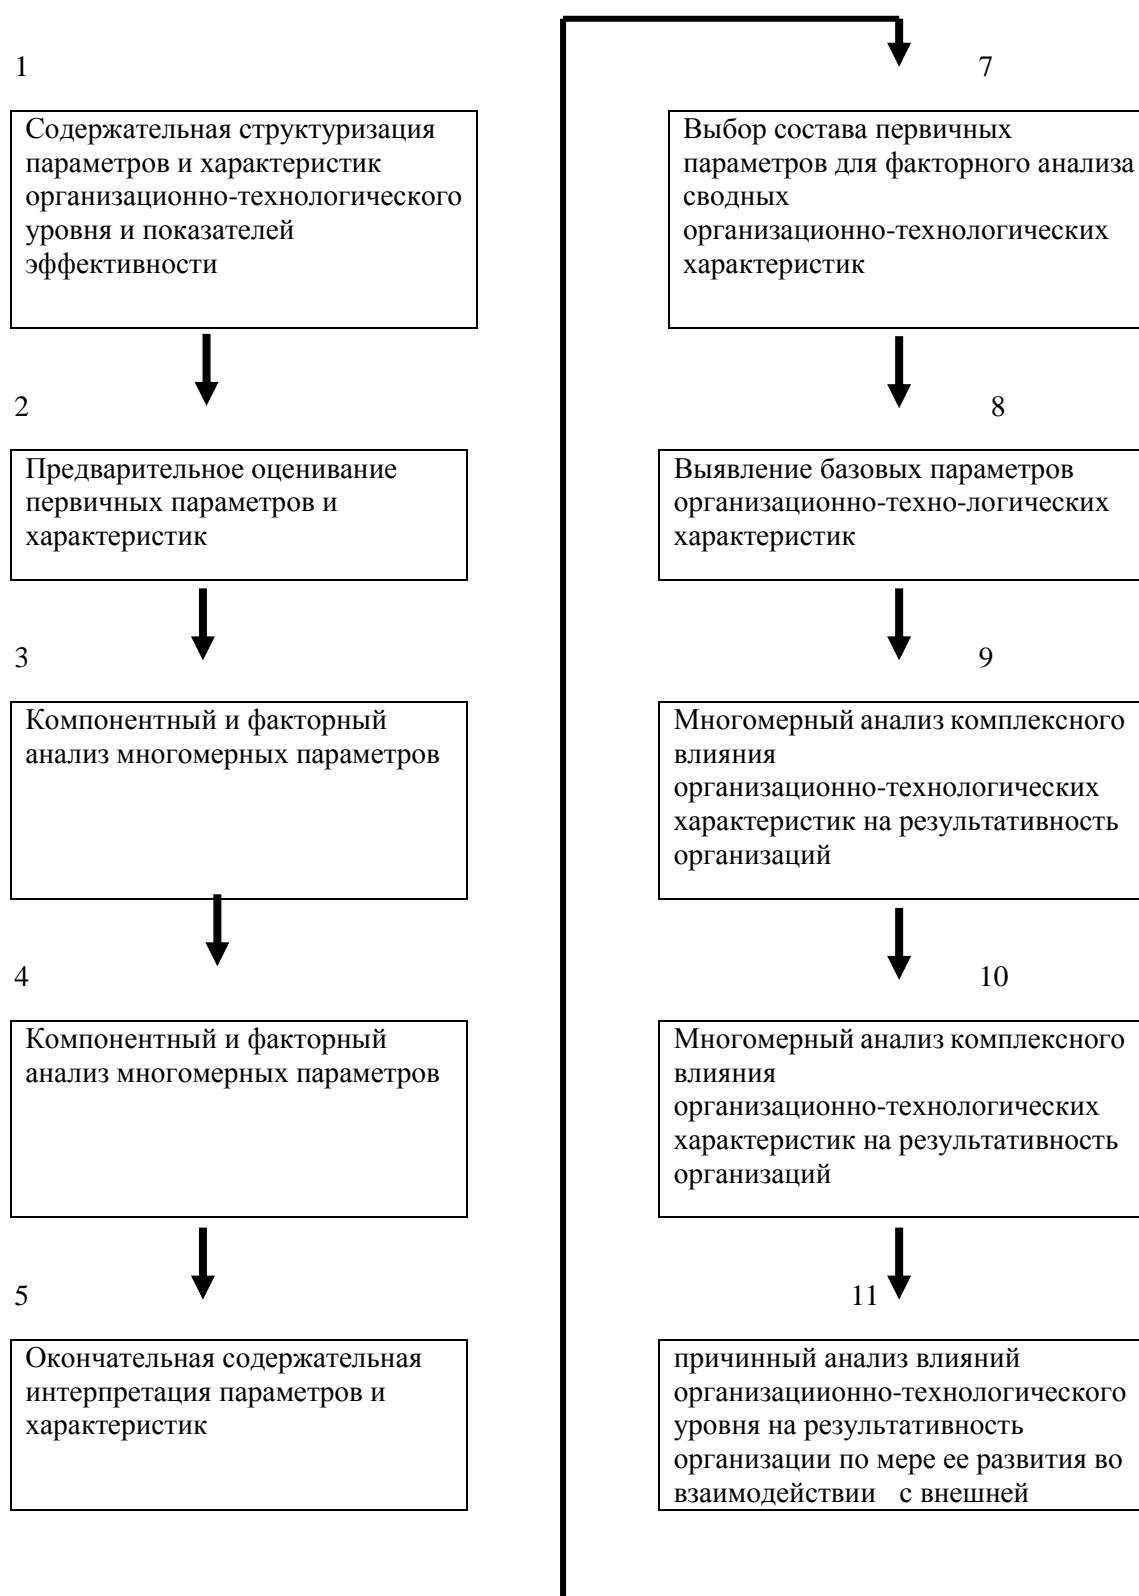 1
Содержательная структуризация
параметров и характеристик
организационно-технологического
уровня и показателей
эффективности
2
Предварительное оценивание
первичных параметров и
характеристик
3
Компонентный и факторный
анализ многомерных параметров
4
Компонентный и факторный
анализ многомерных параметров
5
Окончательная содержательная
интерпретация параметров и
характеристик
7
Выбор состава первичных
параметров для факторного анализа
сводных
организационно-технологических
характеристик
8
Выявление базовых параметров
организационно-техно-логических
характеристик
9
Многомерный анализ комплексного
влияния
организационно-технологических
характеристик на результативность
организаций
10
Многомерный анализ комплексного
влияния
организационно-технологических
характеристик на результативность
организаций
11
причинный анализ влияний
организациионно-технологического
уровня на результативность
организации по мере ее развития во
взаимодействии с внешней